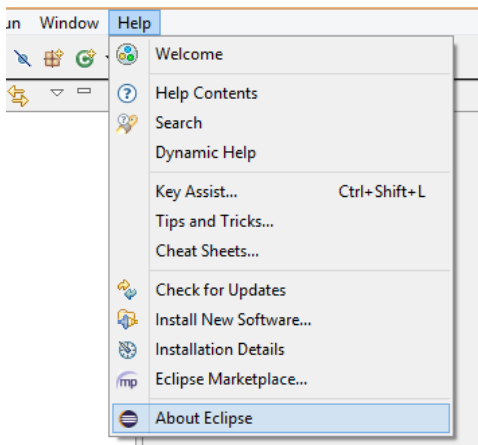 un Window Help
Welcome
Help Contents
Search
Dynamic Help
Key Assist... Ctrl+Shift+L
Tips and Tricks...
Cheat Sheets...
Check for Updates
Install New Software...
Installation Details
mp Eclipse Marketplace...
About Eclipse